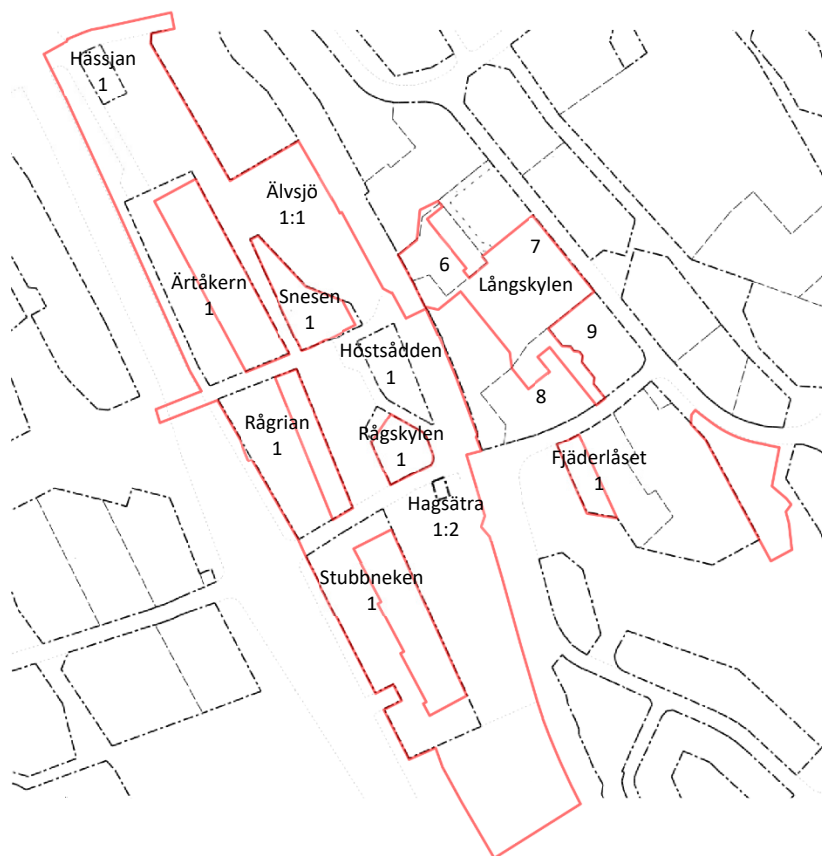 Hässjan
1
Älvsjö
1:1
Ärtåkern
1
Snesen
1
6
7
Långskylen
9
8
Höstsådden
1
Rågrian
1
Rågskylen
1
Fjäderlåset
1
Hagsätra
1:2
Stubbneken
1